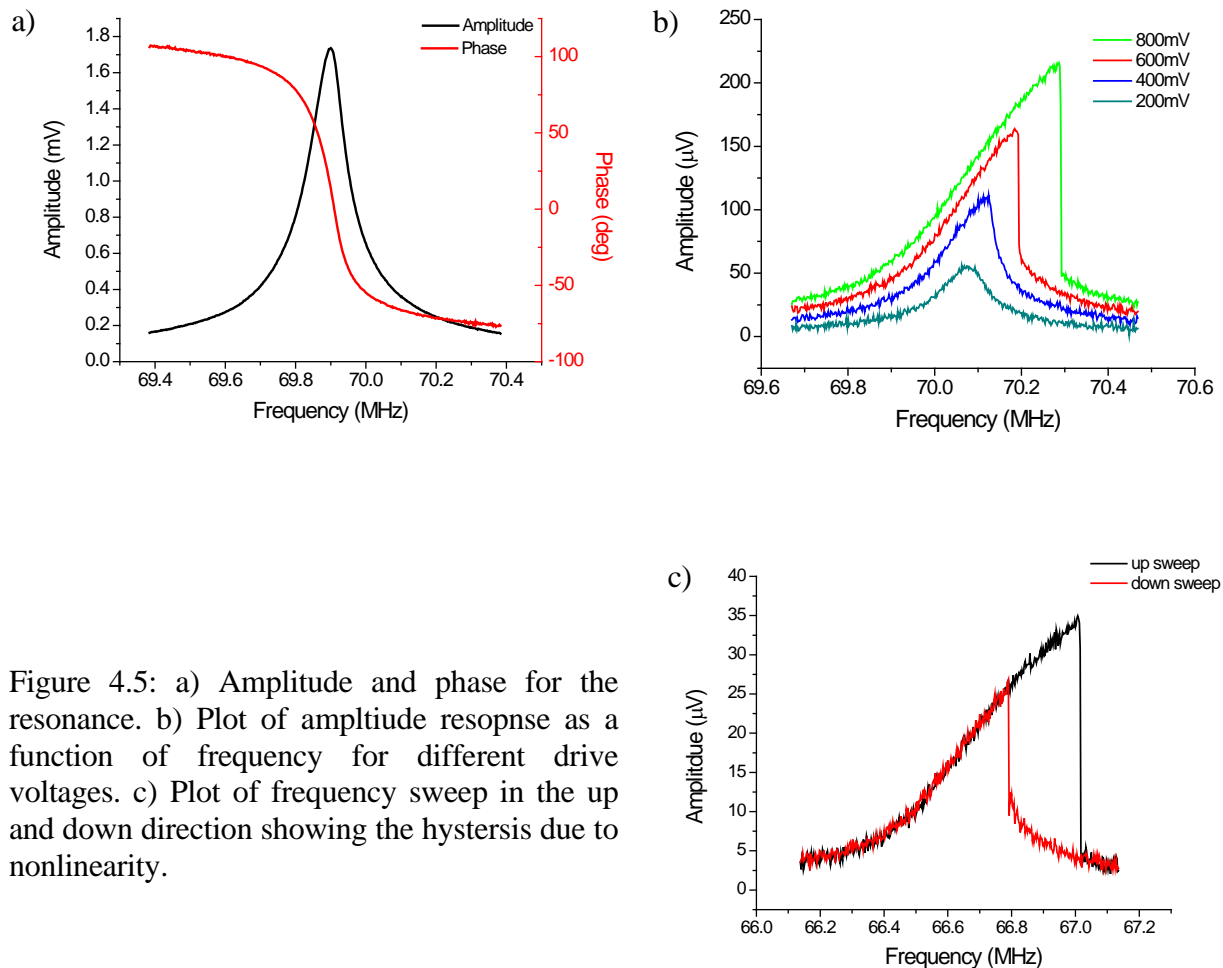 a)
Amplitude
Phase
1.8
1.6
1.4
1.2
1.0
0.8
0.6
0.4
0.2
0.0
Amplitude (mV)
100
50
0
-50
-100
Phase (deg)
69.4 69.6 69.8 70.0 70.2 70.4
Frequency (MHz)
b)
800mV
600mV
400mV
200mV
250
200
150
100
50
0
Amplitude (μV)
69.6 69.8 70.0 70.2 70.4 70.6
Frequency (MHz)
c)
up sweep
down sweep
40
35
30
25
20
15
10
5
0
Amplitdue (μV)
66.0 66.2 66.4 66.6 66.8 67.0 67.2
Frequency (MHz)
Figure 4.5: a) Amplitude and phase for the
resonance. b) Plot of ampltiude resopnse as a
function of frequency for different drive
voltages. c) Plot of frequency sweep in the up
and down direction showing the hystersis due to
nonlinearity.